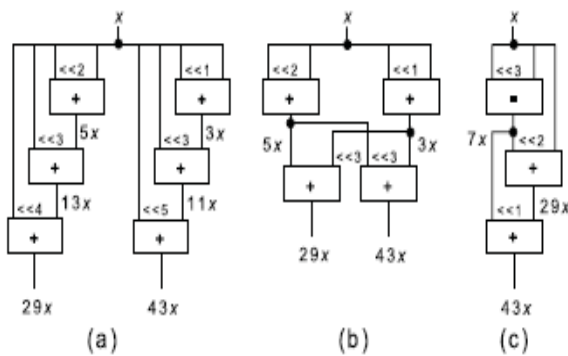 x x x
<<2 <<1 <<2 <<1 <<3
+ + + +
5x 3x 5x 3x 7x
<<3 <<3 <<3 <<3 <<2
+ + + + +
13x 11x 29x
<<4 <<5 <<1
+ + +
29x 43x 29x 43x 43x
(a) (b) (c)